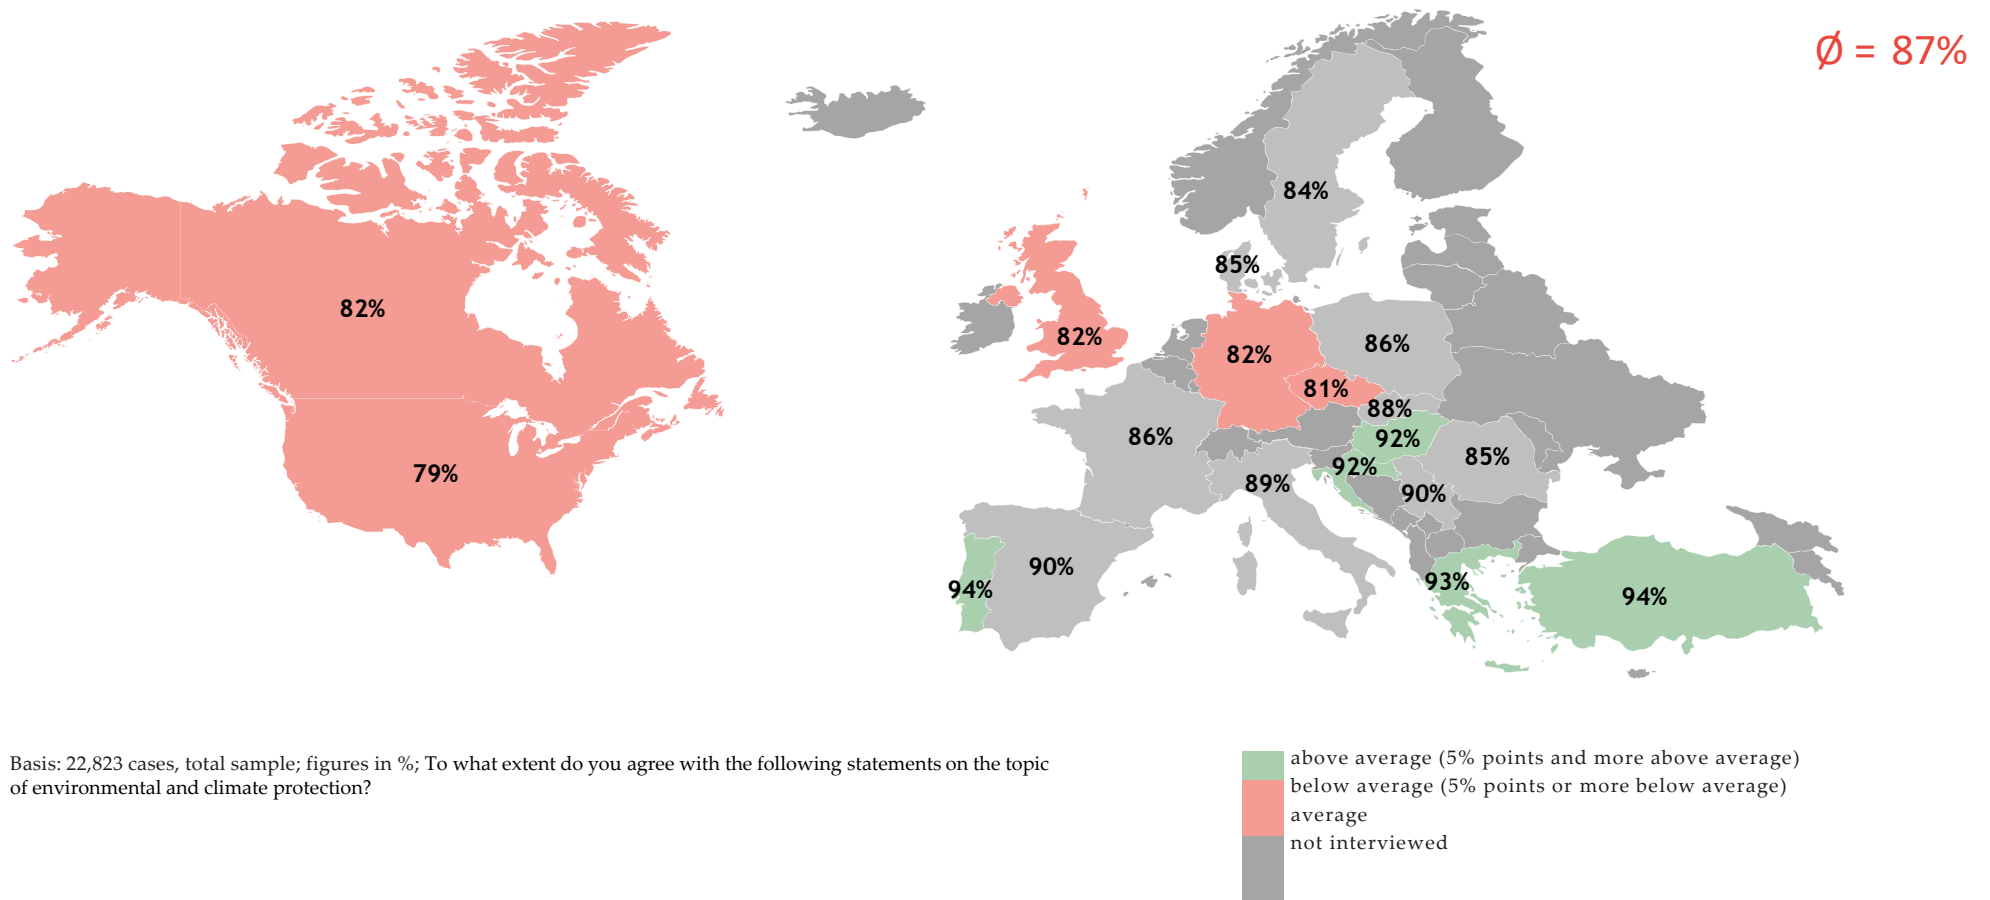 Ø = 87%
84%
85%
82%
82%
82%
86%
81%
88%
86%
92%
85%
79%
92%
89%
90%
90%
94%
93%
94%
Basis: 22,823 cases, total sample; figures in %; To what extent do you agree with the following statements on the topic
of environmental and climate protection?
above average (5% points and more above average)
below average (5% points or more below average)
average
not interviewed